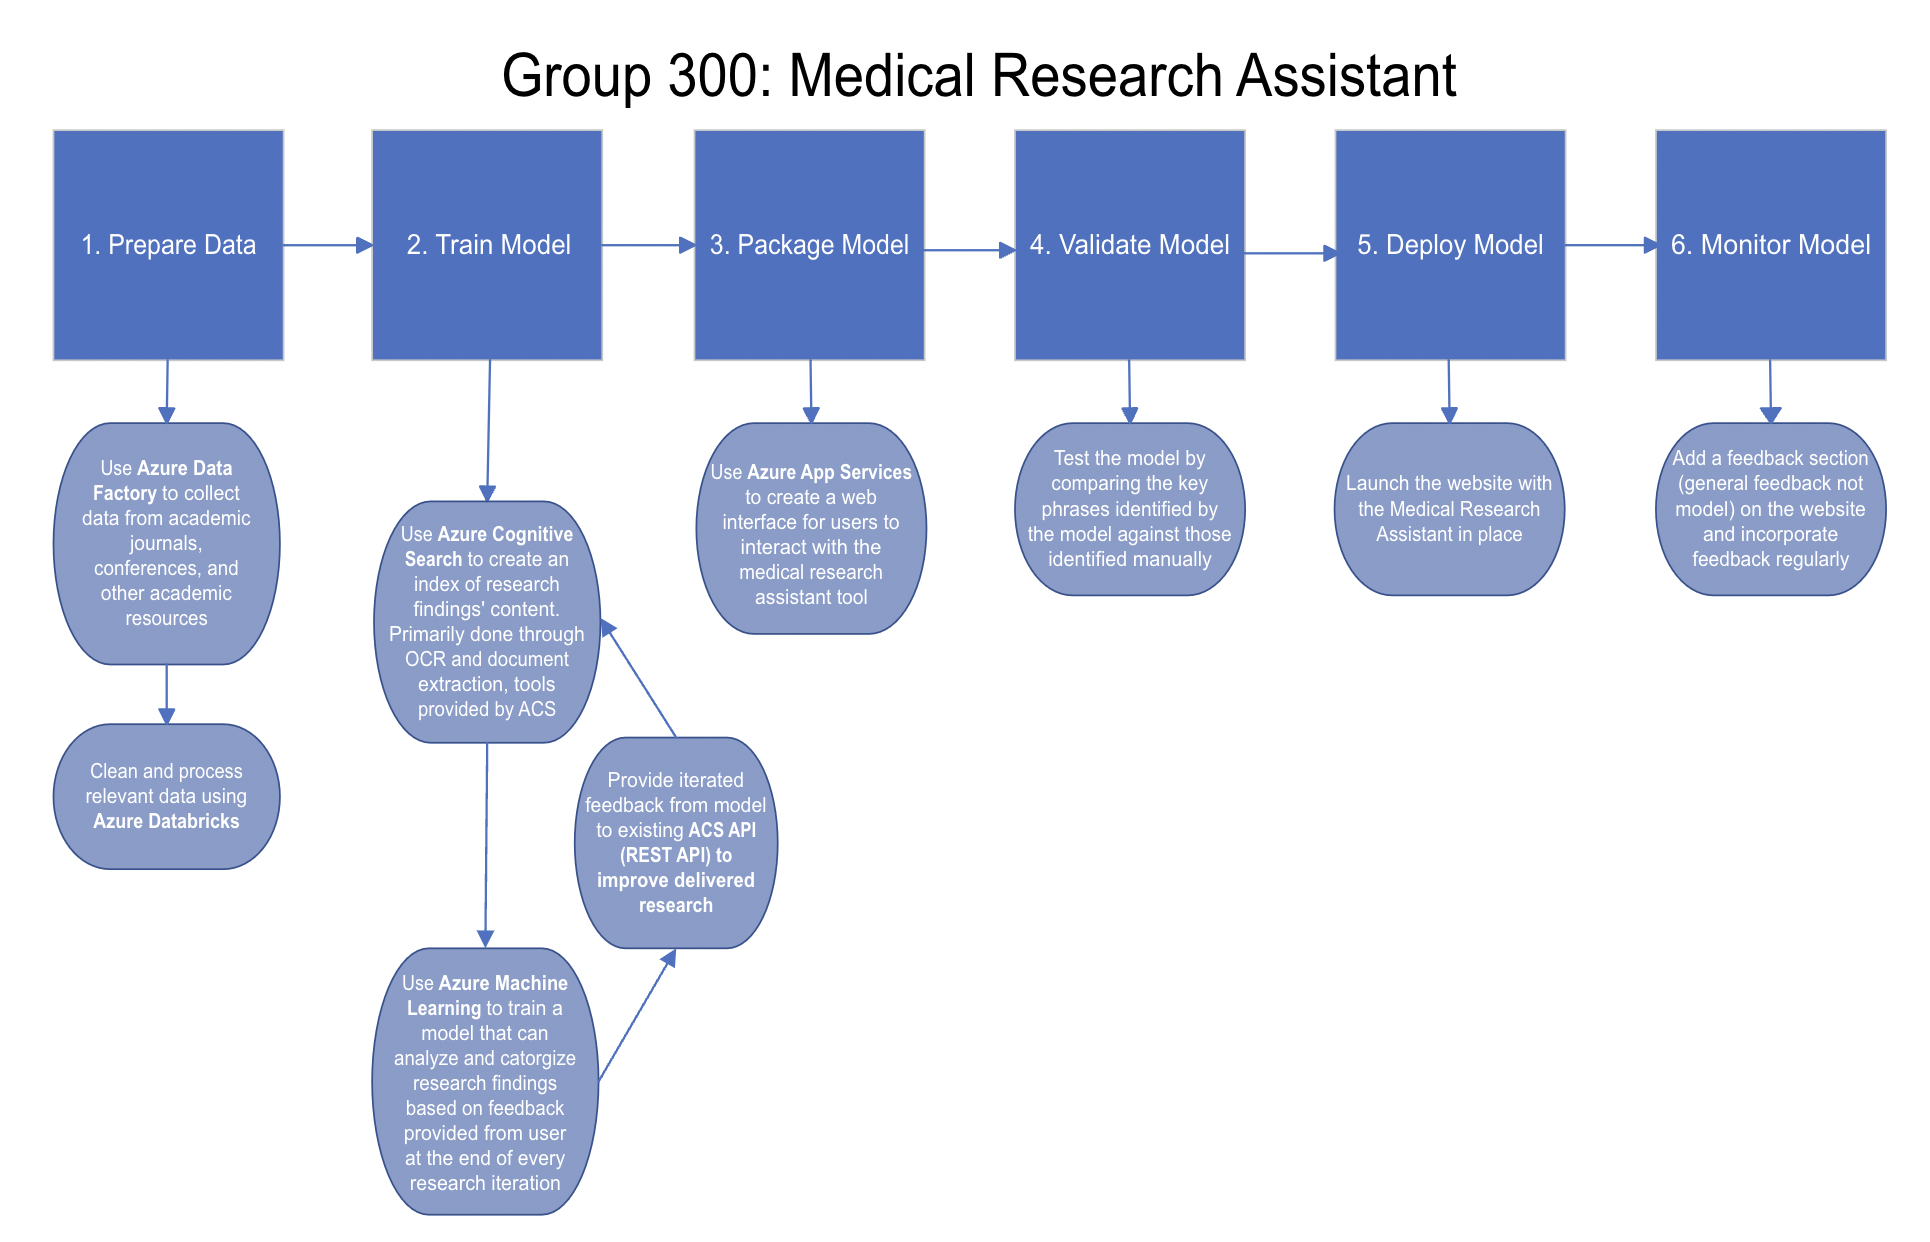 Group 300: Medical Research Assistant
1. Prepare Data
2. Train Model
3. Package Model
4. Validate Model
5. Deploy Model
6. Monitor Model
Use Azure Data
Factory to collect
data from academic
journals,
conferences, and
other academic
resources
Clean and process
relevant data using
Azure Databricks
Use Azure Cognitive
Search to create an
index of research
findings' content.
Primarily done through
OCR and document
extraction, tools
provided by ACS
Use Azure Machine
Learning to train a
model that can
analyze and catorgize
research findings
based on feedback
provided from user
at the end of every
research iteration
Provide iterated
feedback from model
to existing ACS API
(REST API) to
improve delivered
research
Use Azure App Services
to create a web
interface for users to
interact with the
medical research
assistant tool
Test the model by
comparing the key
phrases identified by
the model against those
identified manually
Launch the website with
the Medical Research
Assistant in place
Add a feedback section
(general feedback not
model) on the website
and incorporate
feedback regularly